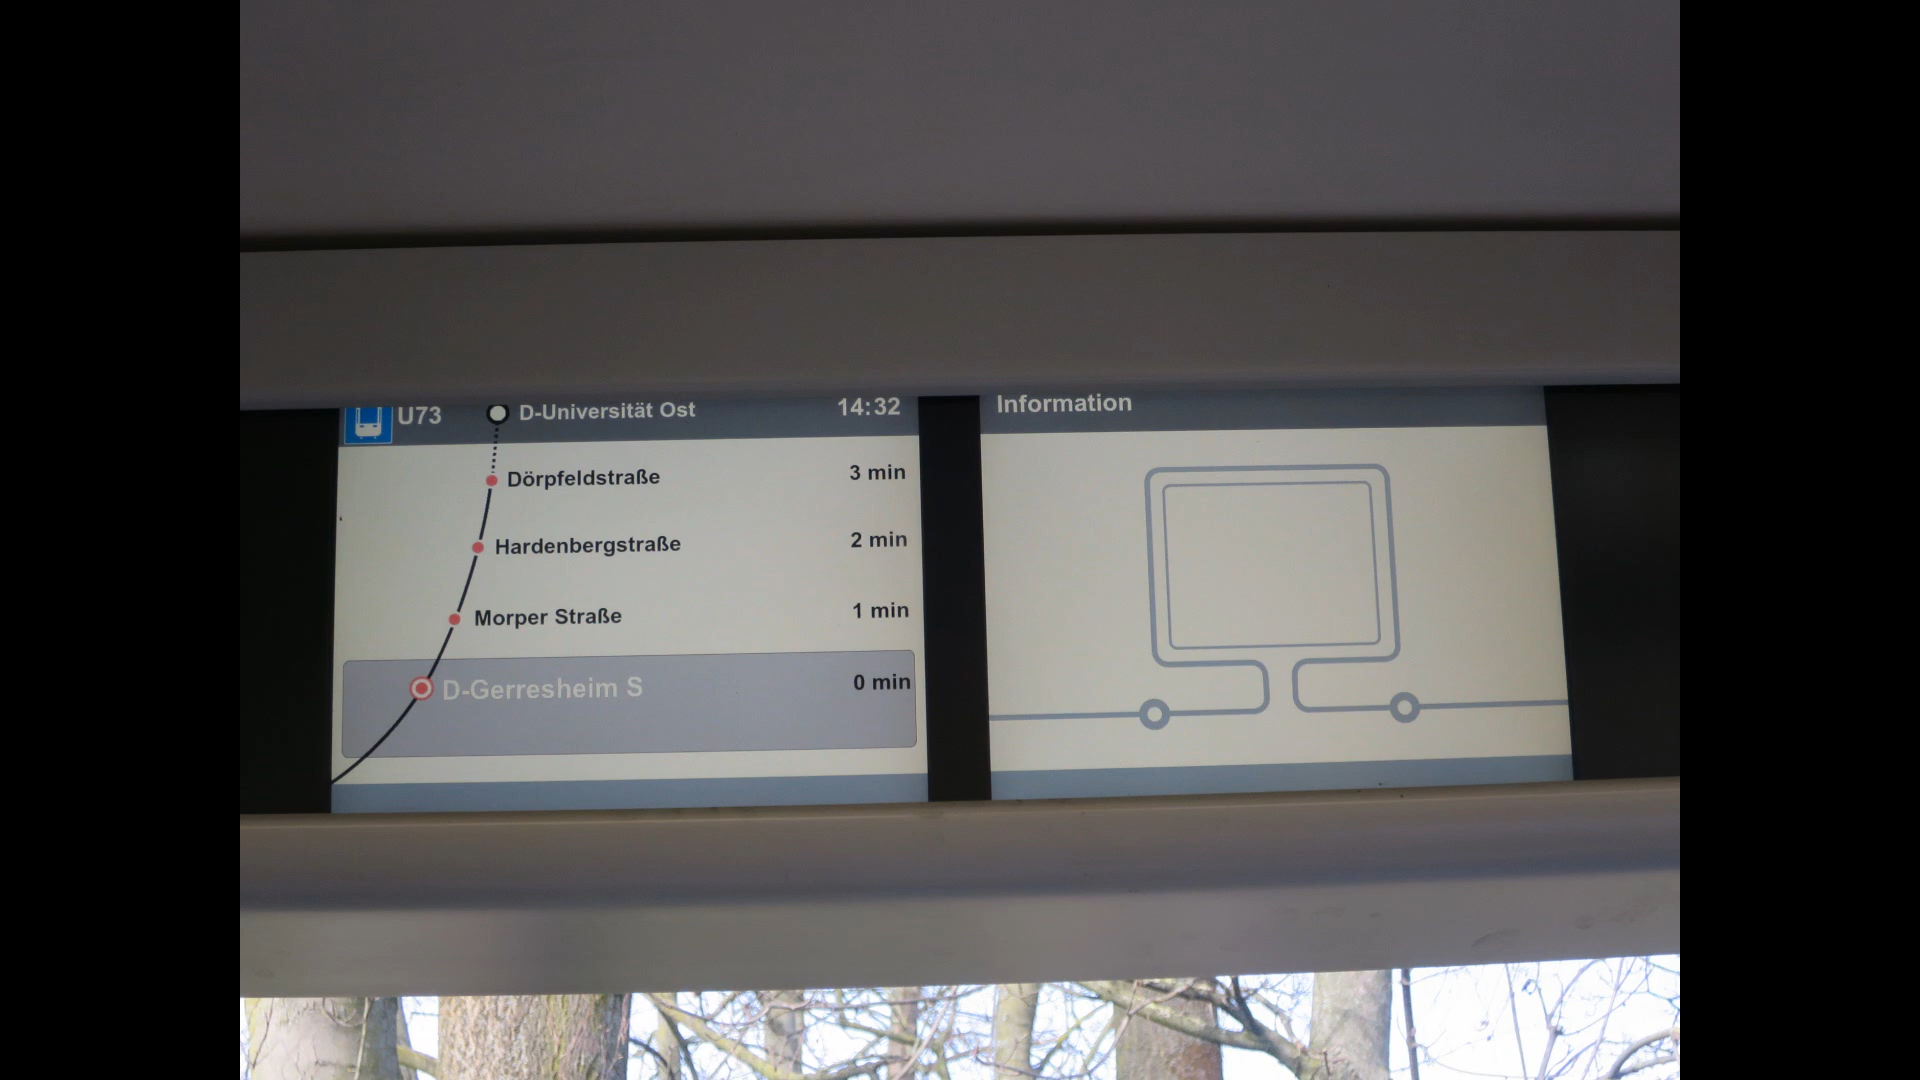 U73 D-Universität Ost 14:32
Dörpfeldstraße 3 min
Hardenbergstraße 2 min
Morper Straße 1 min
D-Gerresheim S 0 min
Information